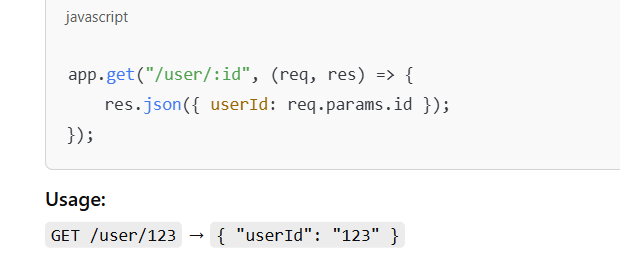 javascript
app.get("/user/:id", (req, res) => {
    res.json({ userId: req.params.id });
});
Usage:
GET /user/123 → { "userId": "123" }